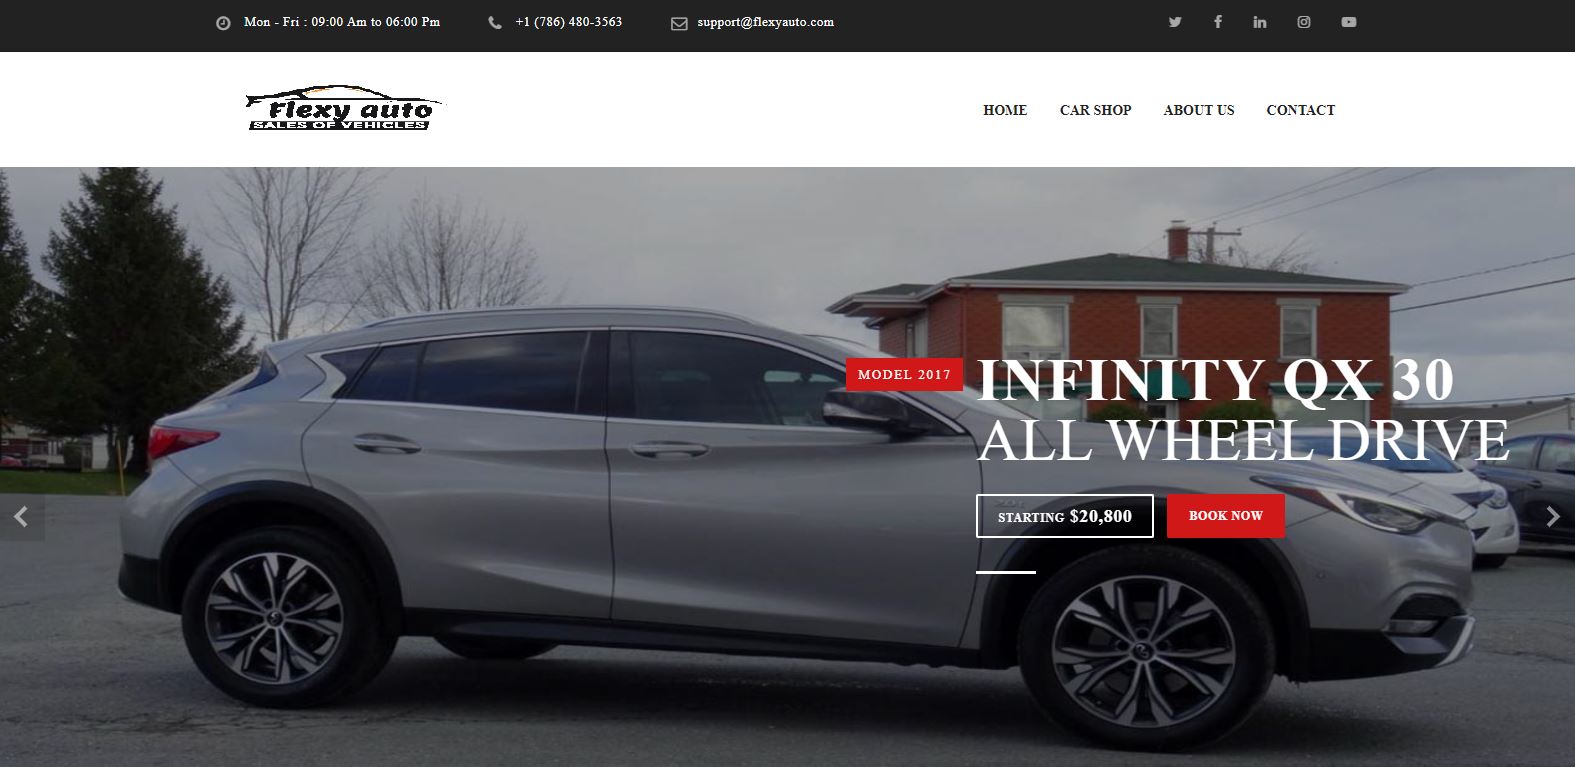 Mon - Fri : 09:00 Am to 06:00 Pm
+1 (786) 480-3563
support@flexyauto.com
Flexy auto
SALES OF VEHICLES
HOME
CAR SHOP
ABOUT US
CONTACT
MODEL 2017
INFINITY QX 30
ALL WHEEL DRIVE
STARTING $20,800
BOOK NOW